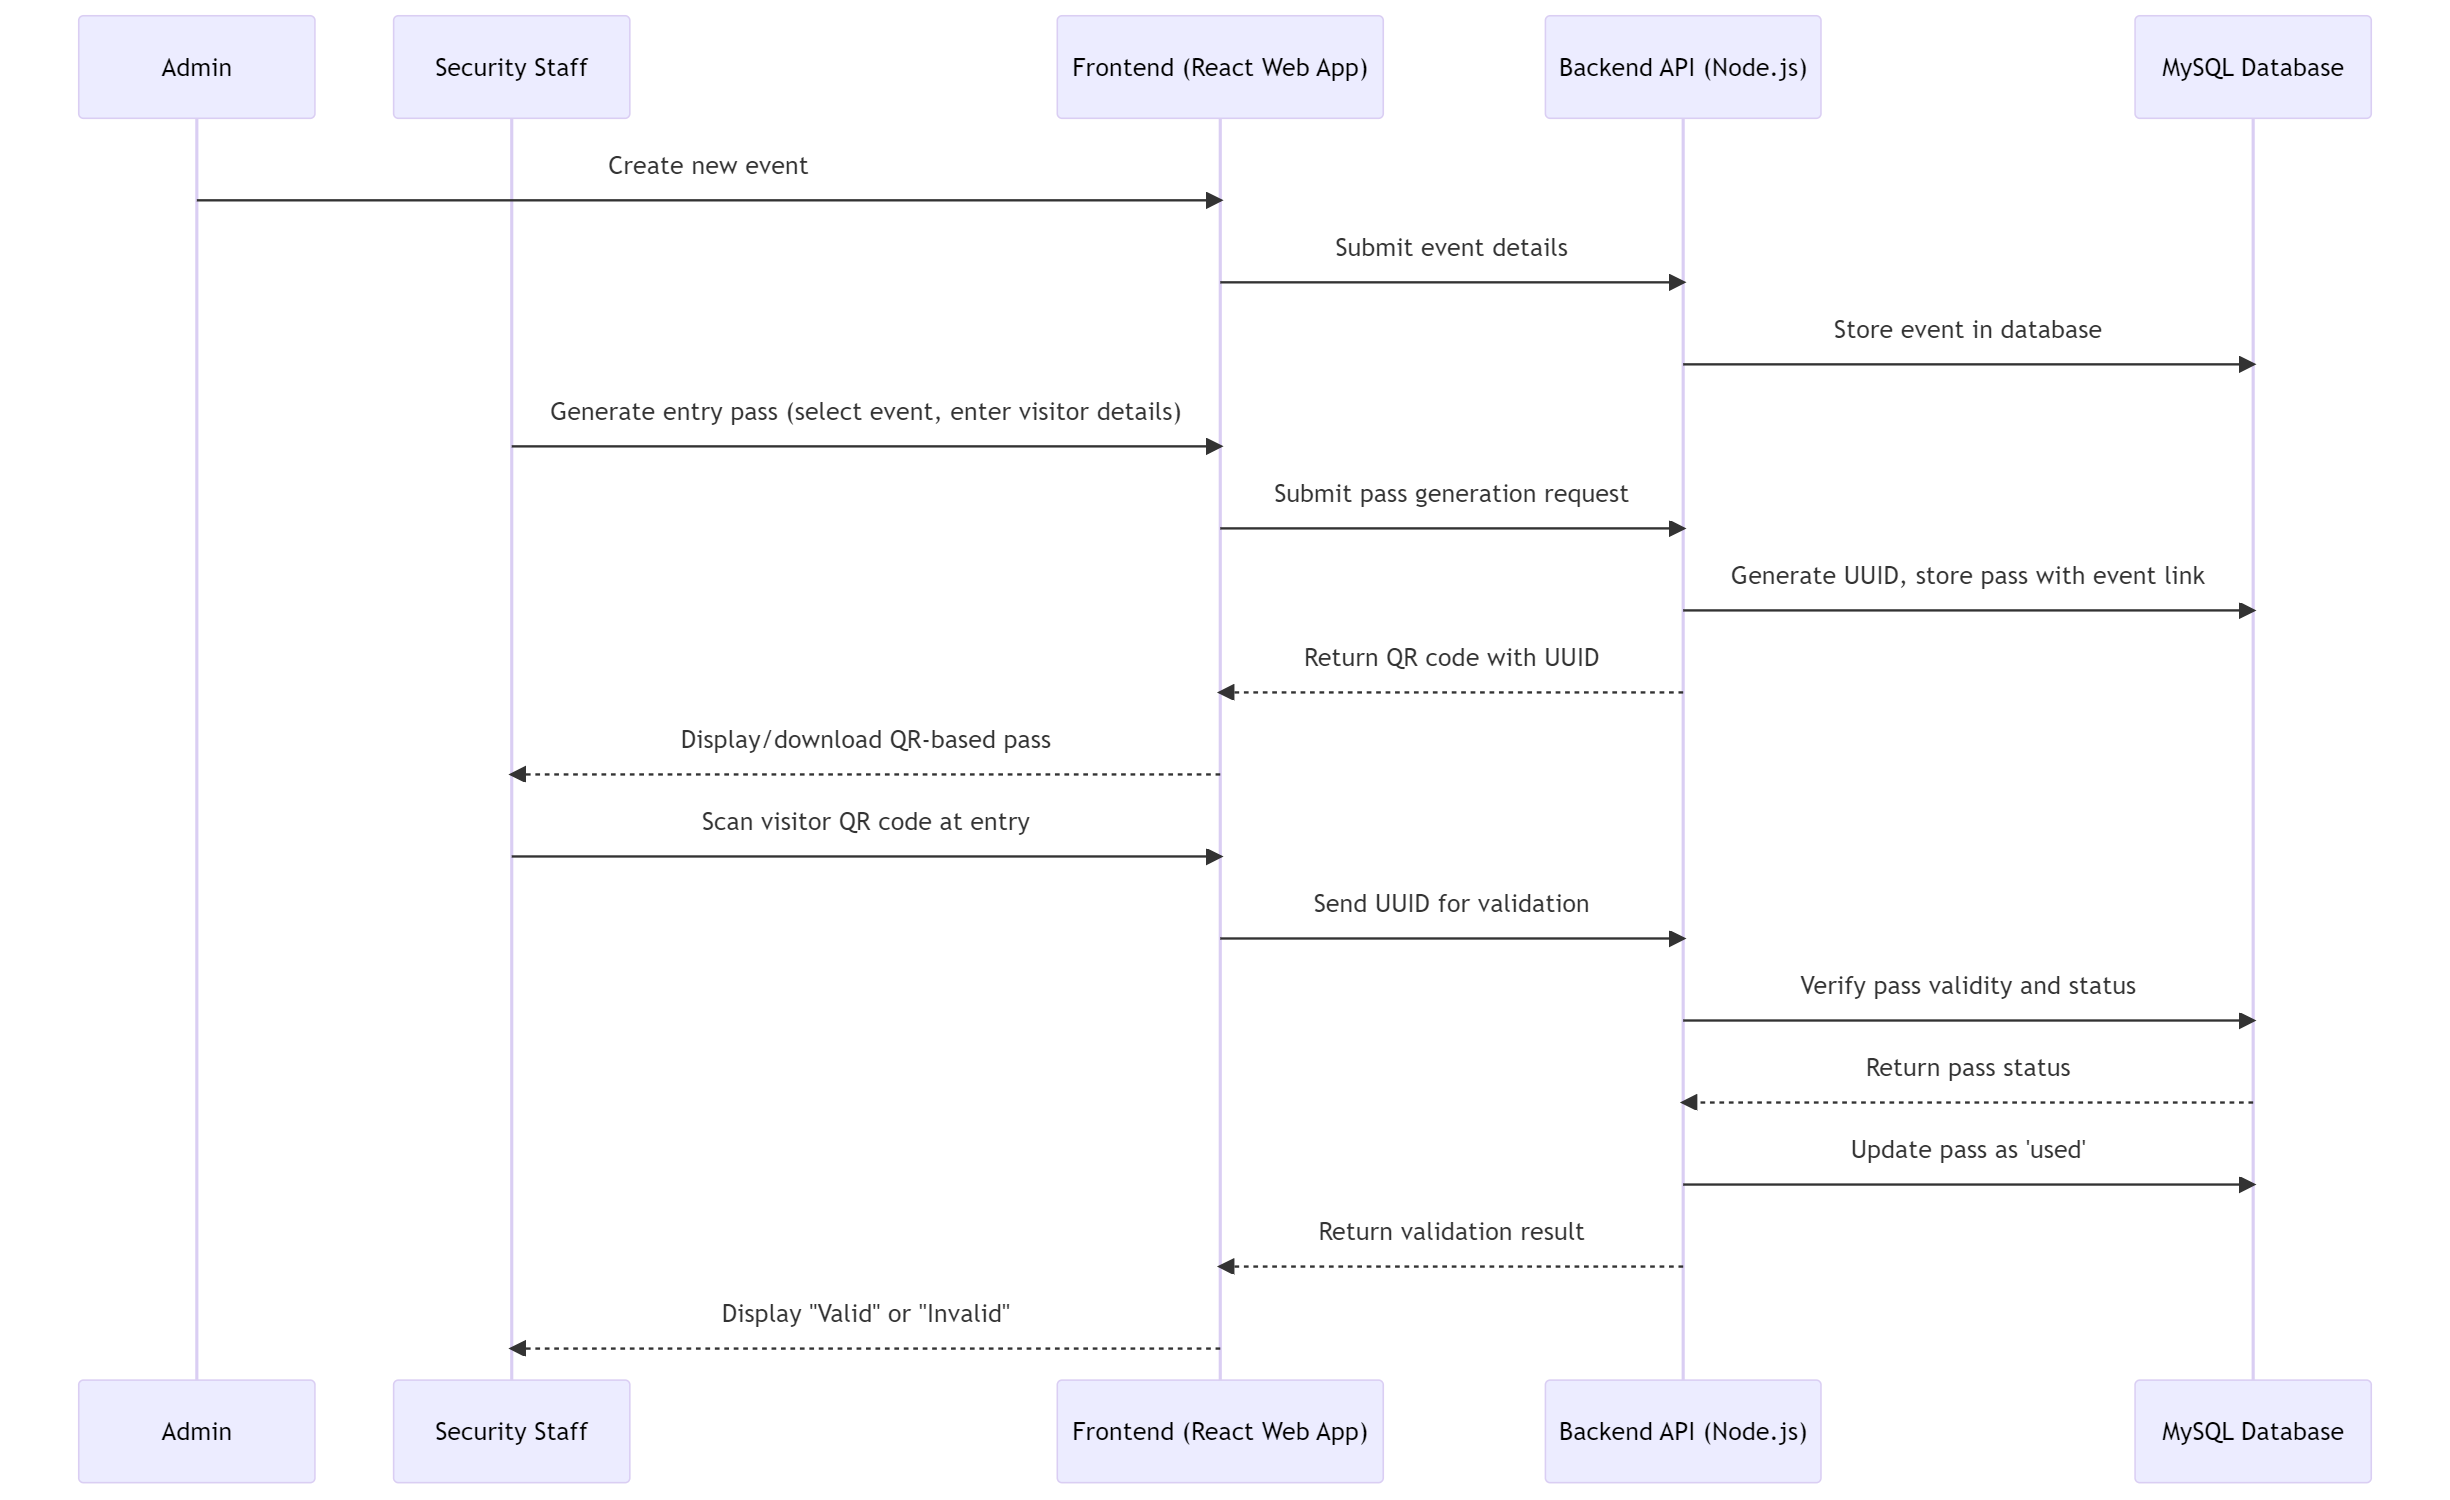 Admin
Security Staff
Frontend (React Web App)
Backend API (Node.js)
MySQL Database
Create new event
Submit event details
Store event in database
Generate entry pass (select event, enter visitor details)
Submit pass generation request
Generate UUID, store pass with event link
Return QR code with UUID
Display/download QR-based pass
Scan visitor QR code at entry
Send UUID for validation
Verify pass validity and status
Return pass status
Update pass as 'used'
Return validation result
Display "Valid" or "Invalid"
Admin
Security Staff
Frontend (React Web App)
Backend API (Node.js)
MySQL Database